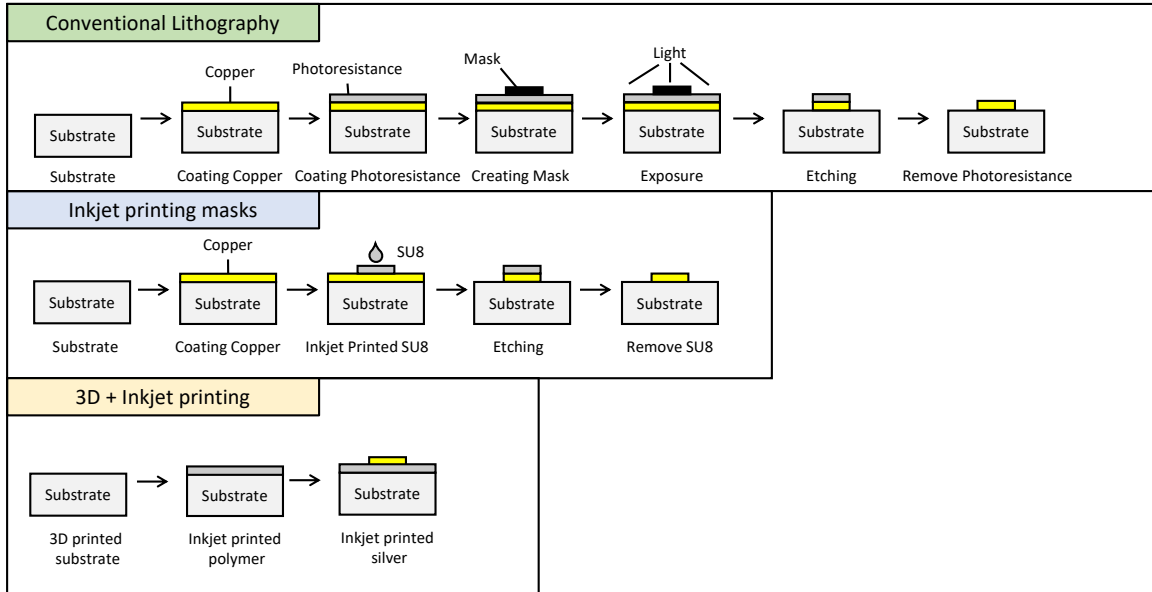 Conventional Lithography
Copper
Photoresistance
Mask
Light
Substrate
Substrate
Substrate
Substrate
Substrate
Substrate
Substrate
Substrate
Coating Copper
Coating Photoresistance
Creating Mask
Exposure
Etching
Remove Photoresistance
Inkjet printing masks
Copper
SU8
Substrate
Substrate
Substrate
Substrate
Substrate
Substrate
Coating Copper
Inkjet Printed SU8
Etching
Remove SU8
3D + Inkjet printing
Substrate
Substrate
Substrate
3D printed
substrate
Inkjet printed
polymer
Inkjet printed
silver